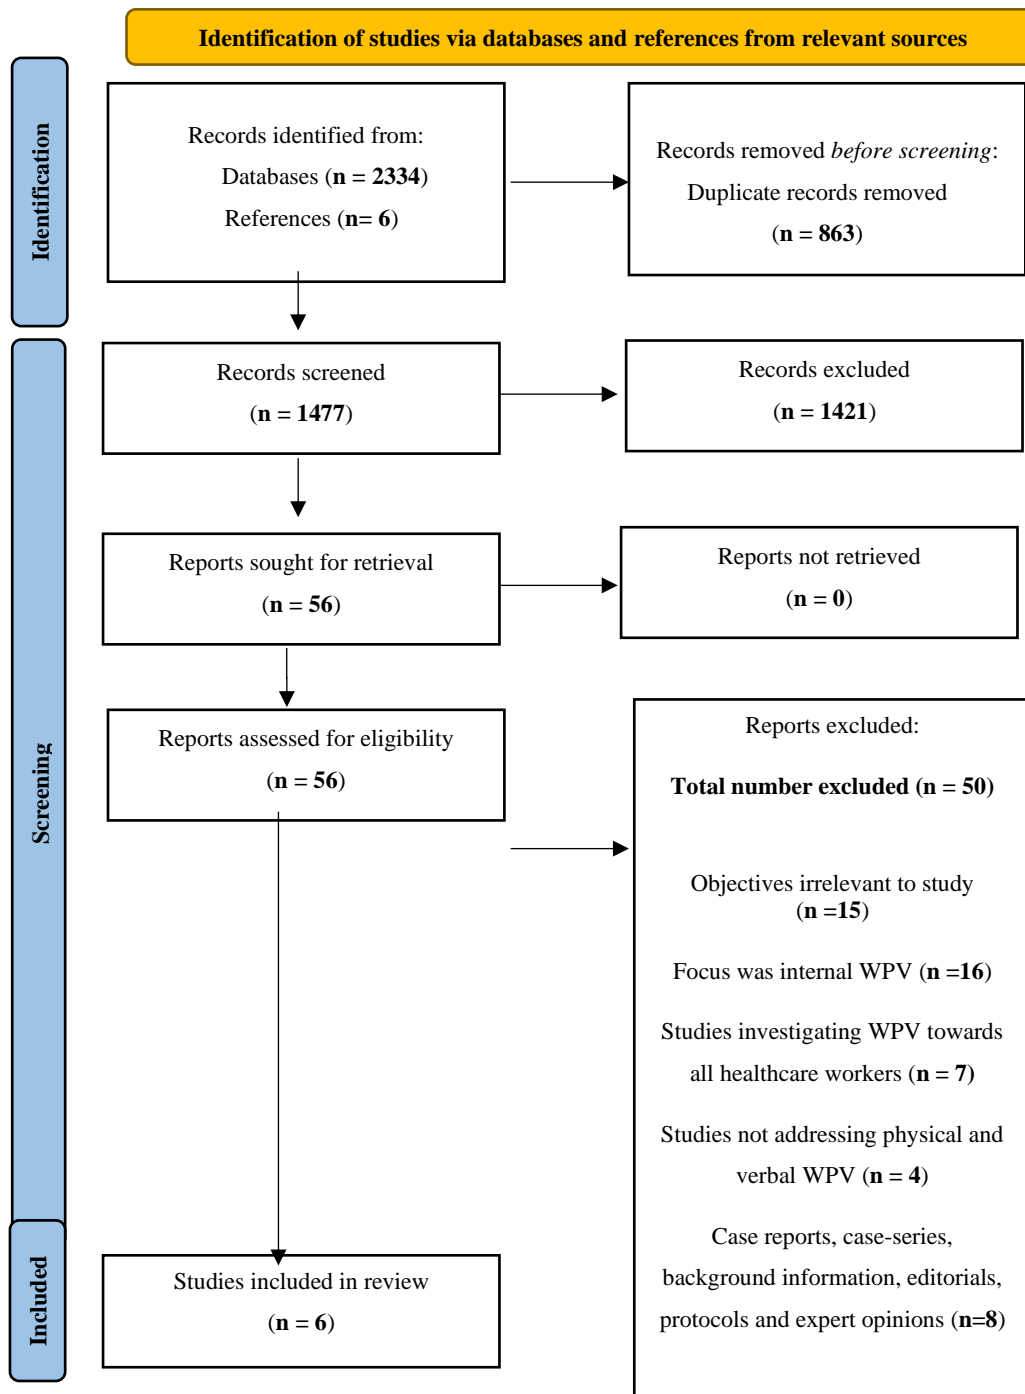 Identification of studies via databases and references from relevant sources
Identification
Records identified from:
Databases (n = 2334)
References (n= 6)
Records removed before screening:
Duplicate records removed
(n = 863)
Screening
Records screened
(n = 1477)
Records excluded
(n = 1421)
Reports sought for retrieval
(n = 56)
Reports not retrieved
(n = 0)
Reports assessed for eligibility
(n = 56)
Reports excluded:
Total number excluded (n = 50)
Objectives irrelevant to study
(n =15)
Focus was internal WPV (n =16)
Studies investigating WPV towards
all healthcare workers (n = 7)
Studies not addressing physical and
verbal WPV (n = 4)
Case reports, case-series,
background information, editorials,
protocols and expert opinions (n=8)
Included
Studies included in review
(n = 6)